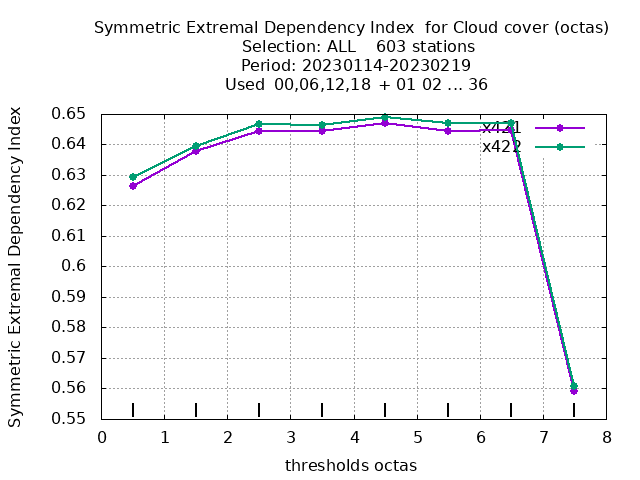 Symmetric Extremal Dependency Index  for Cloud cover (octas)
Selection: ALL    603 stations
Period: 20230114-20230219
Used  00,06,12,18  + 01 02 ... 36
Symmetric Extremal Dependency Index
0.65
0.64
0.63
0.62
0.61
0.6
0.59
0.58
0.57
0.56
0.55
x421
x422
0 1 2 3 4 5 6 7 8
thresholds octas